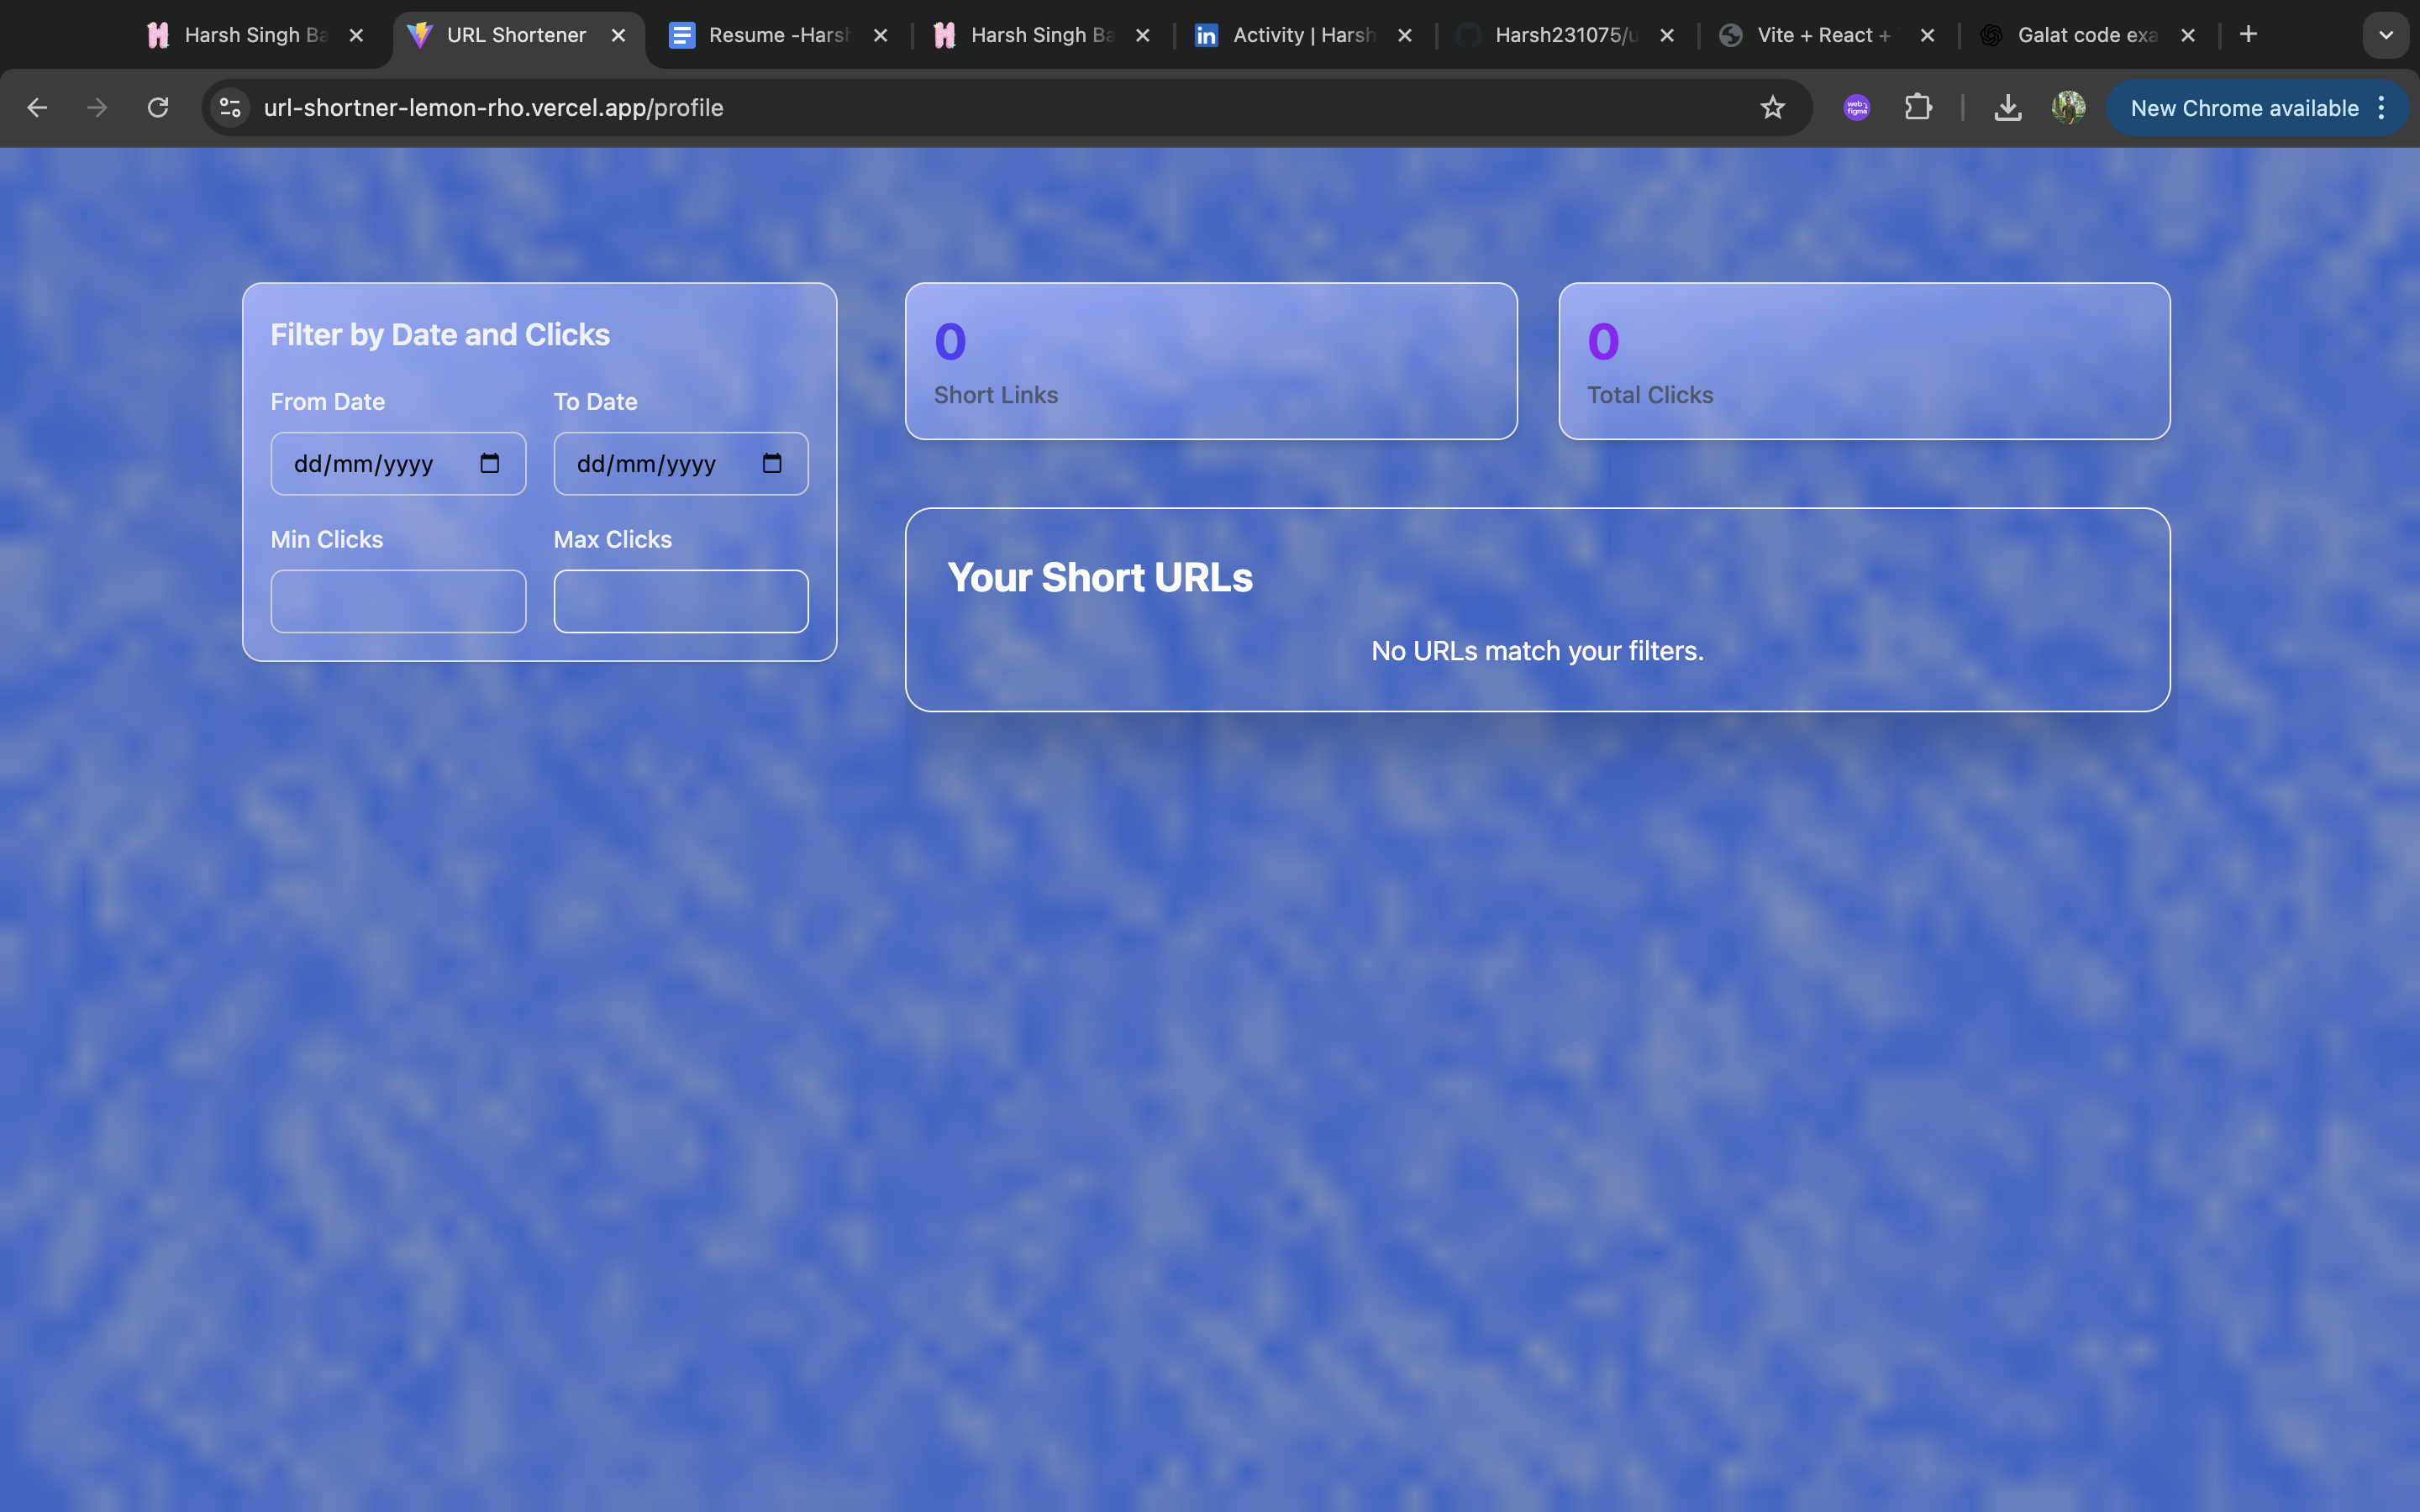 Harsh Singh Ba
URL Shortener
Resume -Harsh
Harsh Singh Ba
in
Activity | Harsh
Harsh231075/u
Vite + React +
Galat code exa
url-shortner-lemon-rho.vercel.app/profile
web
figma
New Chrome available
Filter by Date and Clicks
From Date
To Date
dd/mm/yyyy
dd/mm/yyyy
Min Clicks
Max Clicks
0
Short Links
0
Total Clicks
Your Short URLs
No URLs match your filters.